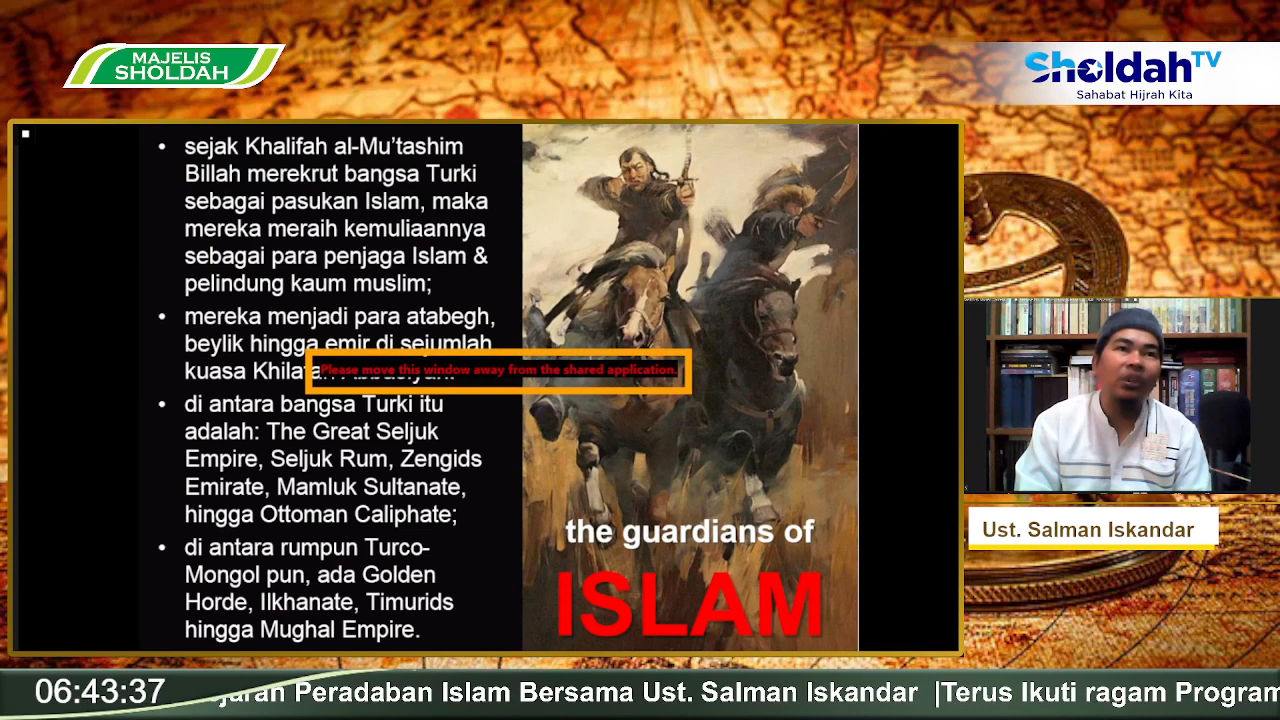 MAJELIS
SHOLDAH
Sholdah TV
Sahabat Hijrah Kita
• sejak Khalifah al-Mu'tashim
Billah merekrut bangsa Turki
sebagai pasukan Islam, maka
mereka meraih kemuliaannya
sebagai para penjaga Islam &
pelindung kaum muslim;
• mereka menjadi para atabegh,
beylik hingga emir di sejumlah
kuasa
Please move this window away from the shared application.
• di antara bangsa Turki itu
adalah: The Great Seljuk
Empire, Seljuk Rum, Zengids
Emirate, Mamluk Sultanate,
hingga Ottoman Caliphate;
• di antara rumpun Turco-
Mongol pun, ada Golden
Horde, Ilkhanate, Timurids
hingga Mughal Empire.
the guardians of
ISLAM
Ust. Salman Iskandar
06:43:37
Peradaban Islam Bersama Ust. Salman Iskandar |Terus Ikuti ragam Program